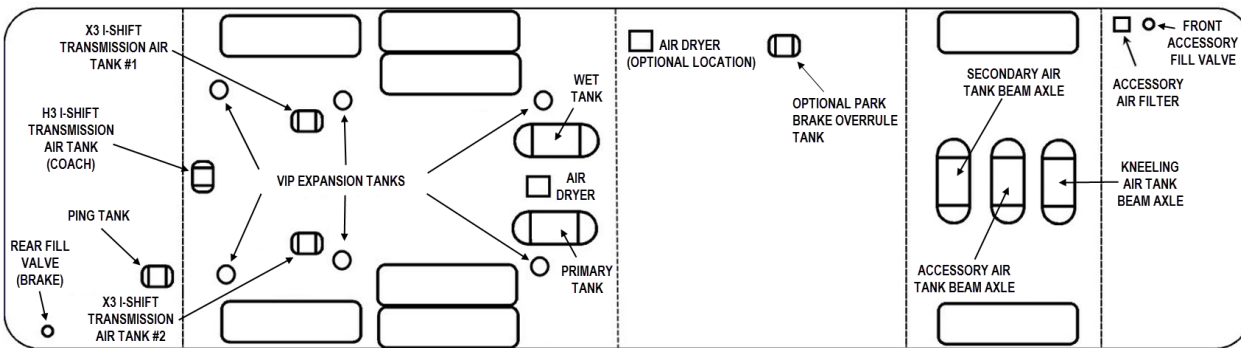 X3 I-SHIFT
TRANSMISSION AIR
TANK #1
H3 I-SHIFT
TRANSMISSION
AIR TANK
(COACH)
PING TANK
REAR FILL
VALVE
(BRAKE)
X3 I-SHIFT
TRANSMISSION
AIR TANK #2
VIP EXPANSION TANKS
WET
TANK
AIR
DRYER
PRIMARY
TANK
AIR DRYER
(OPTIONAL LOCATION)
OPTIONAL PARK
BRAKE OVERRULE
TANK
SECONDARY AIR
TANK BEAM AXLE
ACCESSORY AIR
TANK BEAM AXLE
FRONT
ACCESSORY
FILL VALVE
ACCESSORY
AIR FILTER
KNEELING
AIR TANK
BEAM AXLE